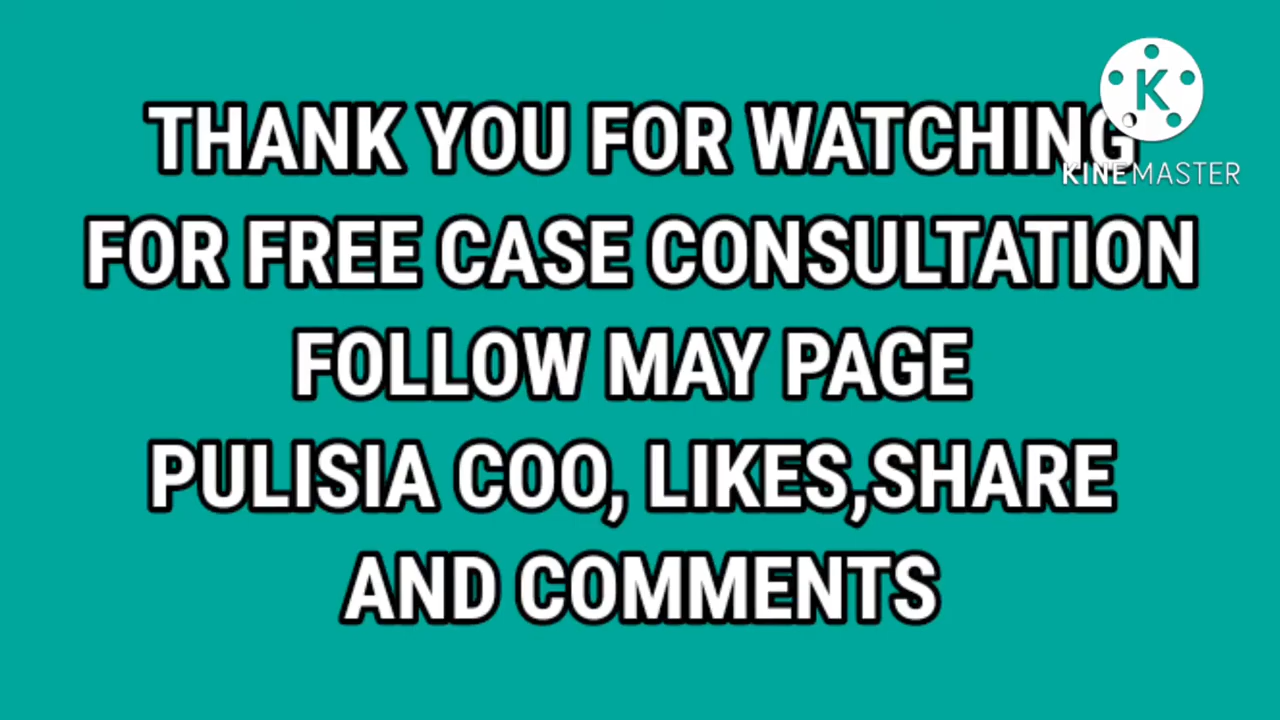 THANK YOU FOR WATCHING
K
KINEMASTER
FOR FREE CASE CONSULTATION
FOLLOW MAY PAGE
PULISIA COO, LIKES,SHARE
AND COMMENTS